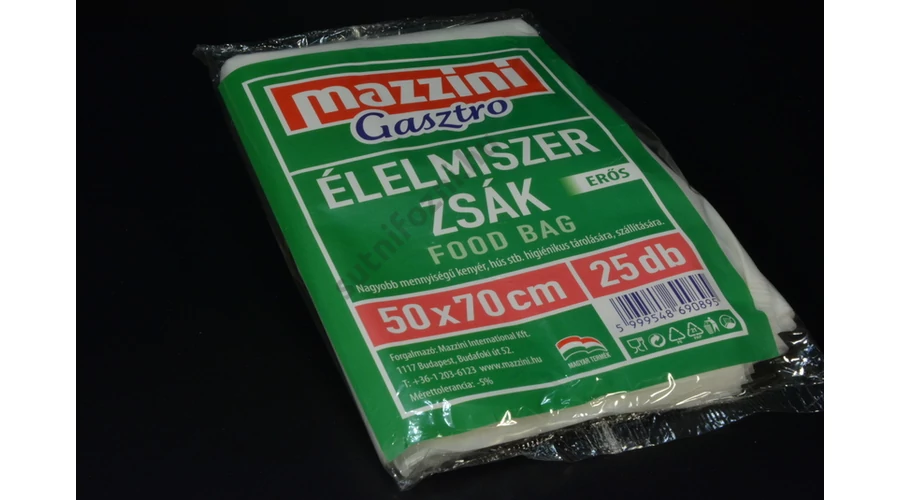 mazzini
Gasztro
ÉLELMISZER
ZSÁK
ERŐS
FOOD BAG
Nagyobb mennyiségű kenyér, hús stb. higiénikus tárolására, szállítására.
50x70cm
25db
5 999548 690895
Forgalmazó: Mazzini International Kft.
1117 Budapest, Budafoki út 52.
T: +36-1 203-6123 www.mazzini.hu
Mérettolerancia: -5%
MAGYAR TERMÉK